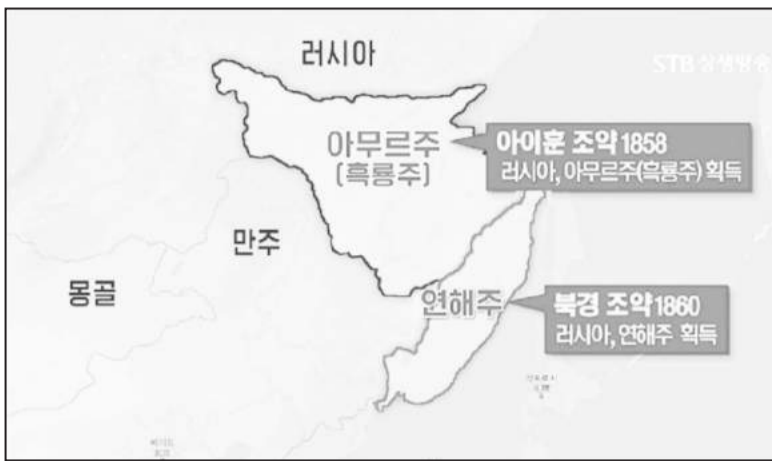 러시아
STB 상생방송
아무르주
(흑룡주)
아이훈 조약 1858
러시아, 아무르주(흑룡주) 획득
만주
몽골
연해주
북경 조약 1860
러시아, 연해주 획득